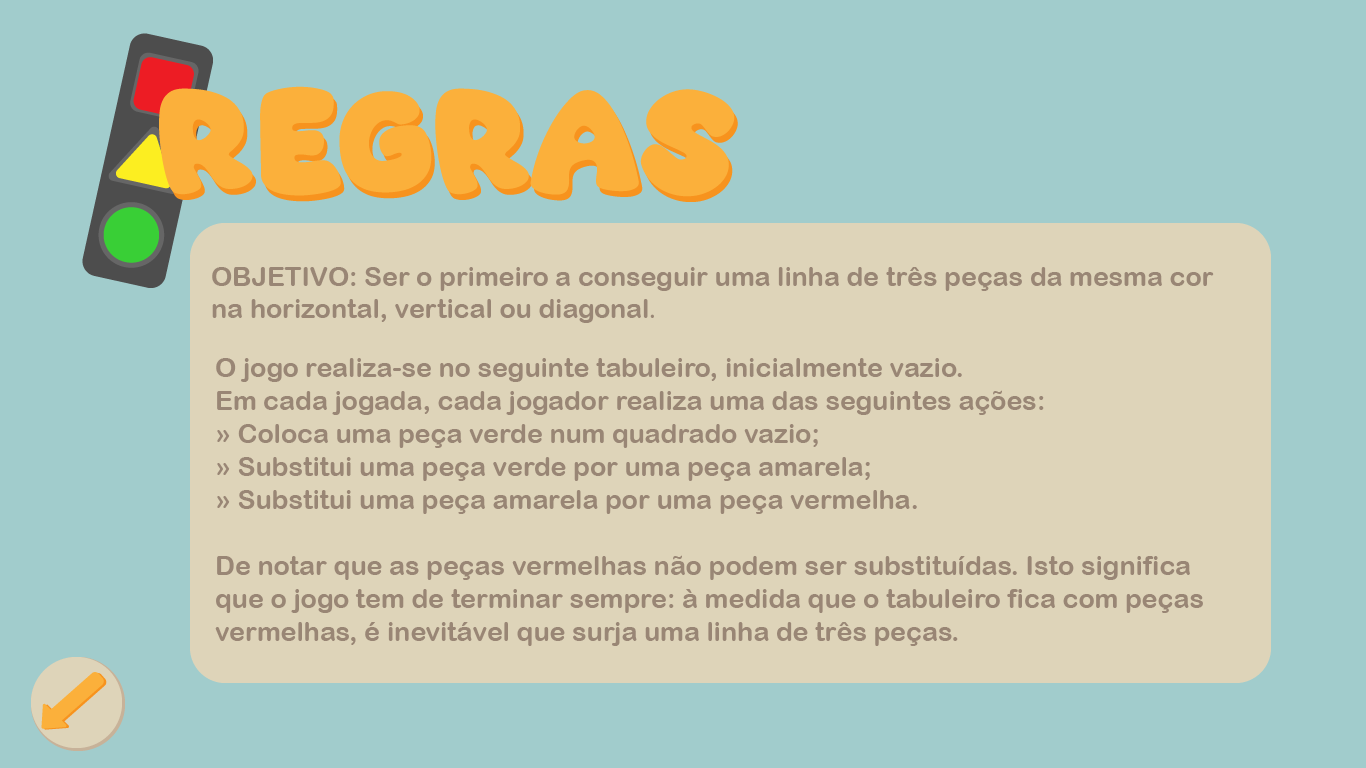 REGRAS
OBJETIVO: Ser o primeiro a conseguir uma linha de três peças da mesma cor
na horizontal, vertical ou diagonal.
O jogo realiza-se no seguinte tabuleiro, inicialmente vazio.
Em cada jogada, cada jogador realiza uma das seguintes ações:
» Coloca uma peça verde num quadrado vazio;
» Substitui uma peça verde por uma peça amarela;
» Substitui uma peça amarela por uma peça vermelha.
De notar que as peças vermelhas não podem ser substituídas. Isto significa
que o jogo tem de terminar sempre: à medida que o tabuleiro fica com peças
vermelhas, é inevitável que surja uma linha de três peças.